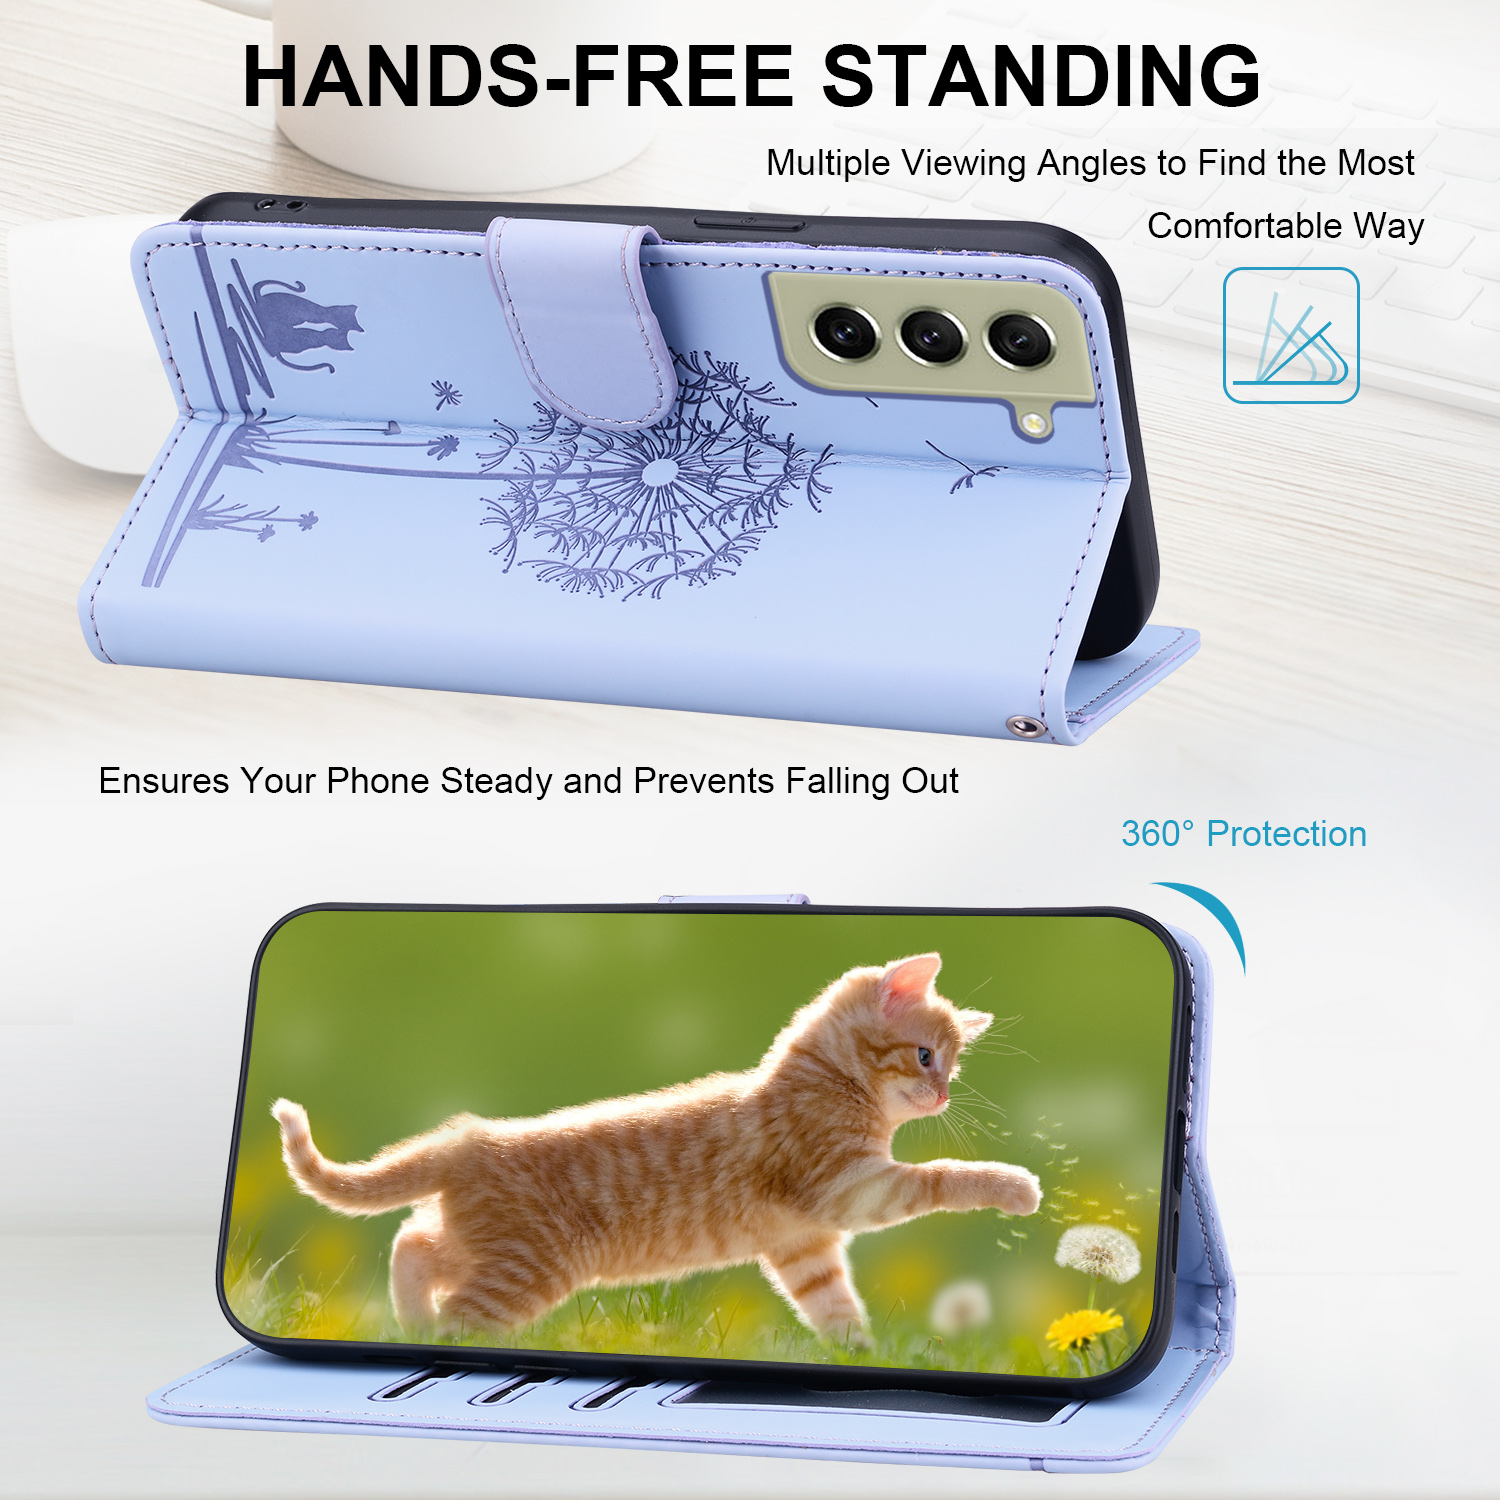 HANDS-FREE STANDING
Multiple Viewing Angles to Find the Most
Comfortable Way
Ensures Your Phone Steady and Prevents Falling Out
360° Protection